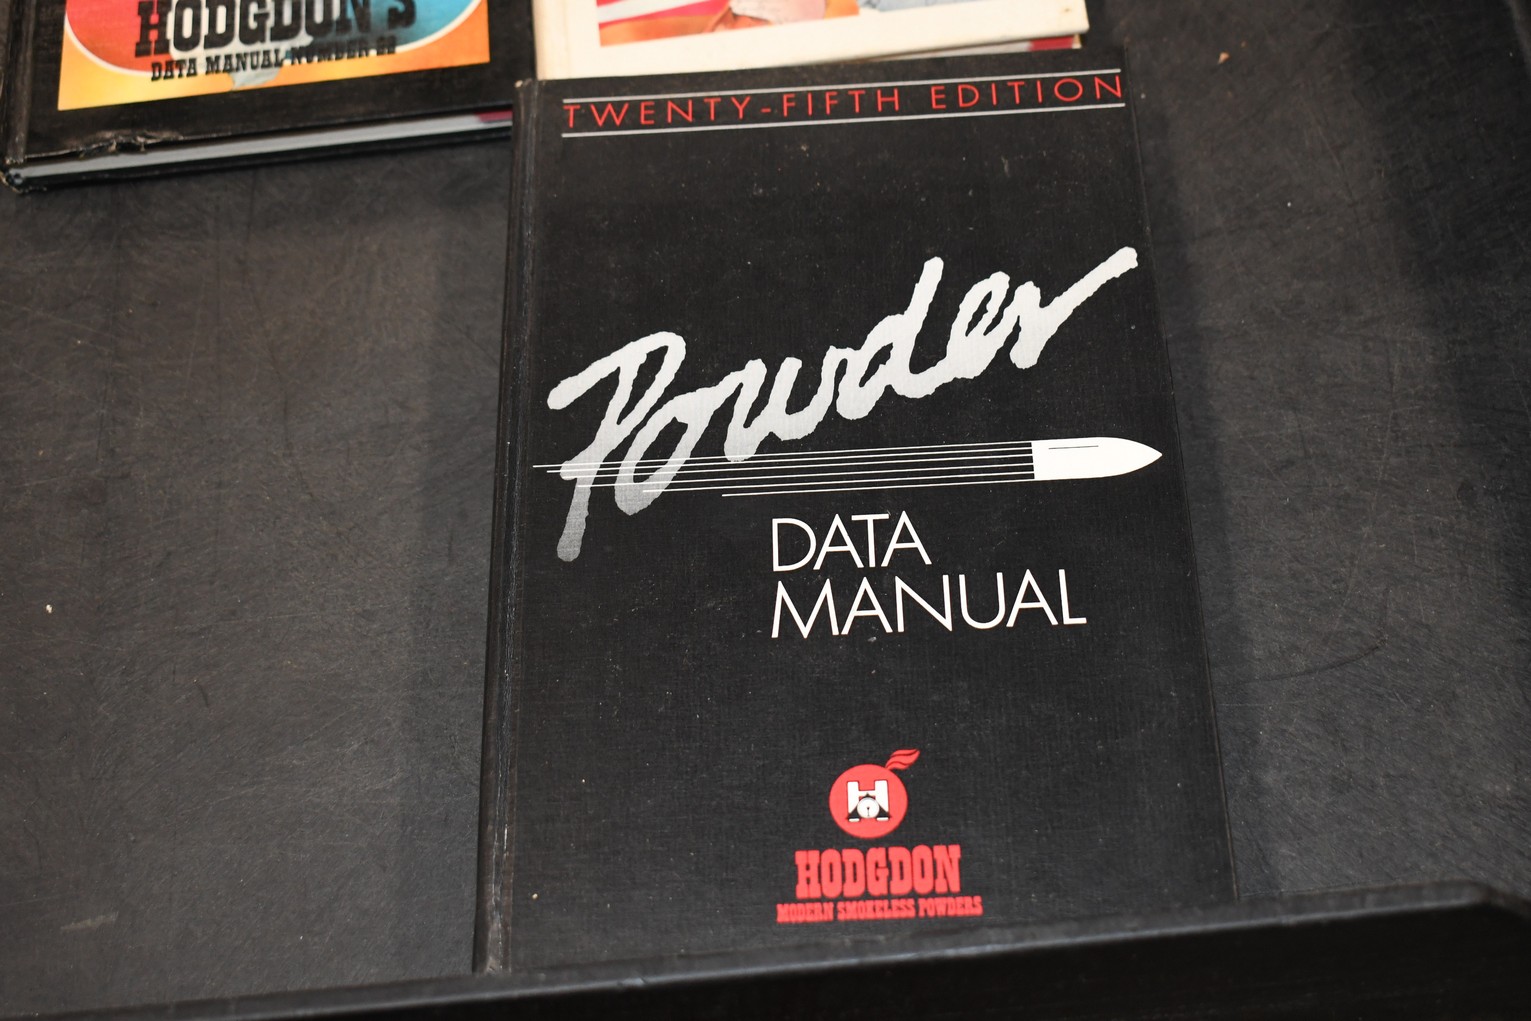 HODGDON'S
DATA MANUAL NUMBER 22
TWENTY-FIFTH EDITION
Powder
DATA
MANUAL
H
HODGDON
MODERN SMOKELESS POWDERS